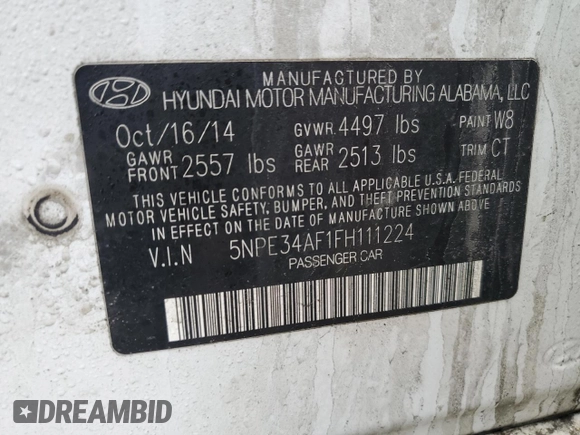 MANUFACTURED BY
HYUNDAI MOTOR MANUFACTURING ALABAMA, LLC
Oct/16/14 GVWR 4497 lbs PAINT W8
GAWR FRONT 2557 lbs GAWR REAR 2513 lbs TRIM CT
THIS VEHICLE CONFORMS TO ALL APPLICABLE U.S.A. FEDERAL
MOTOR VEHICLE SAFETY, BUMPER, AND THEFT PREVENTION STANDARDS
IN EFFECT ON THE DATE OF MANUFACTURE SHOWN ABOVE
V.I.N 5NPE34AF1FH111224
PASSENGER CAR
DREAMBID